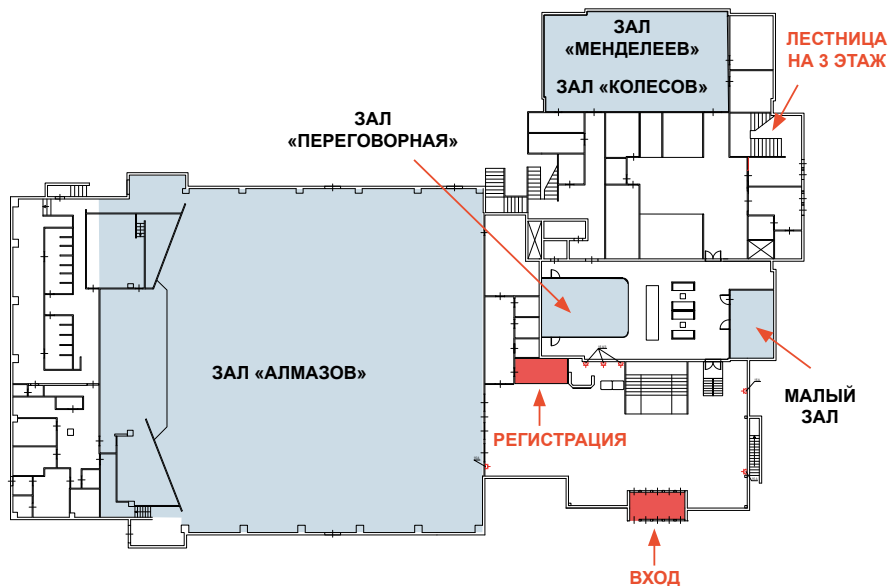 ЗАЛ
«МЕНДЕЛЕЕВ»
ЗАЛ «КОЛЕСОВ»
ЛЕСТНИЦА
НА 3 ЭТАЖ
ЗАЛ
«ПЕРЕГОВОРНАЯ»
ЗАЛ «АЛМАЗОВ»
МАЛЫЙ
ЗАЛ
РЕГИСТРАЦИЯ
ВХОД